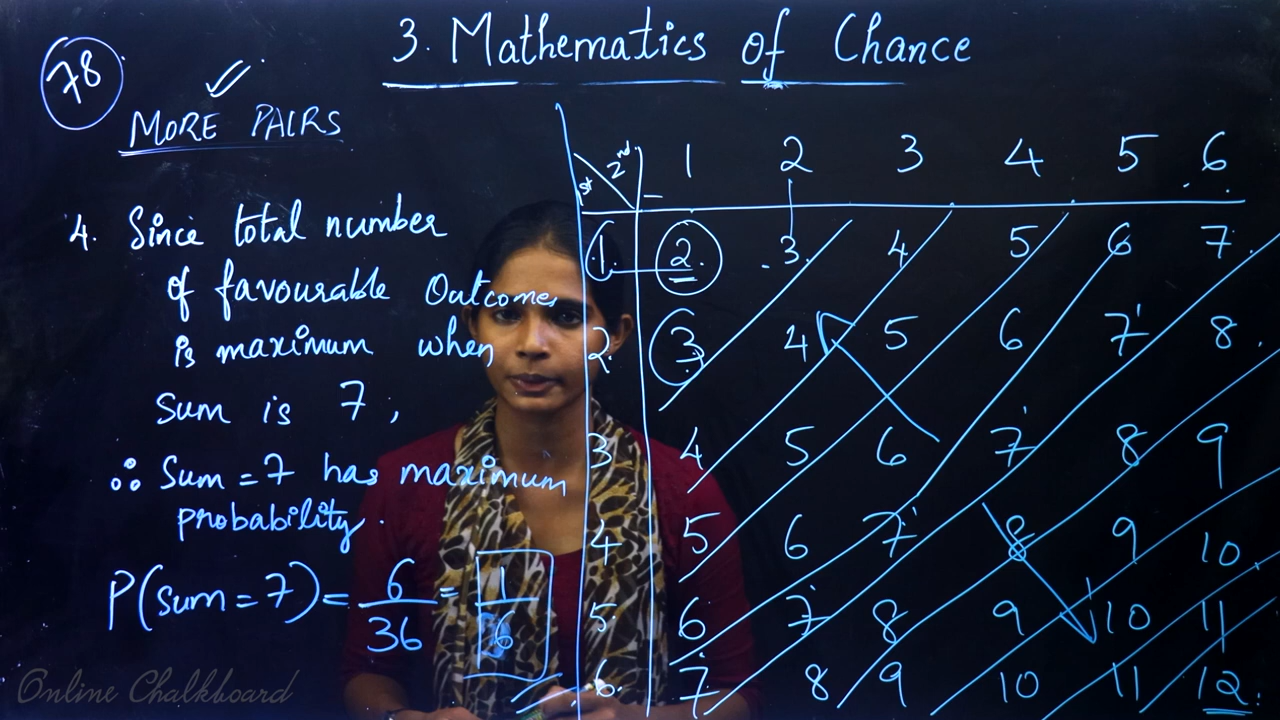 3. Mathematics of Chance
78
MORE PAIRS
4. Since total number
of favourable Outcomes
is maximum when
Sum is 7,
∴ Sum = 7 has maximum
probability.
P(sum = 7) = 6/36 = 1/6
1st 2nd 1 2 3 4 5 6
1 2 3 4 5 6 7
2 3 4 5 6 7 8
3 4 5 6 7 8 9
4 5 6 7 8 9 10
5 6 7 8 9 10 11
6 7 8 9 10 11 12
Online Chalkboard